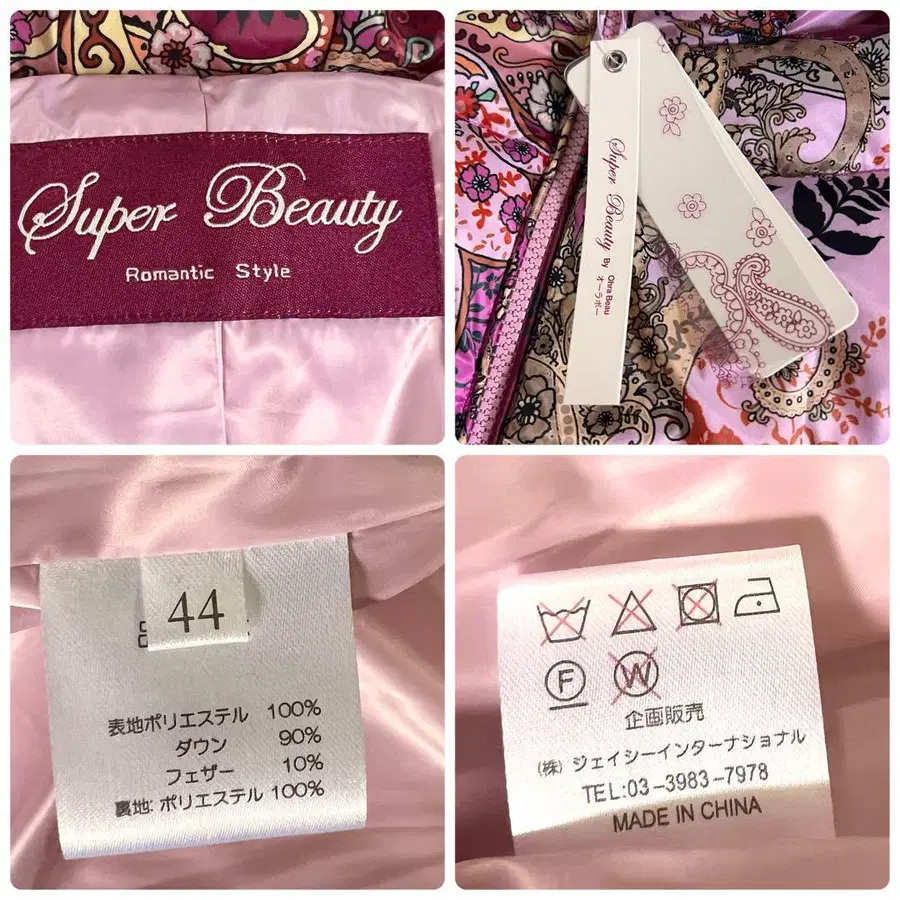 Super Beauty
Romantic Style
Super Beauty By Ohra Beau
オーラボー
44
表地ポリエステル 100%
ダウン 90%
フェザー 10%
裏地: ポリエステル 100%
F W
企画販売
(株) ジェイシーインターナショナル
TEL:03-3983-7978
MADE IN CHINA